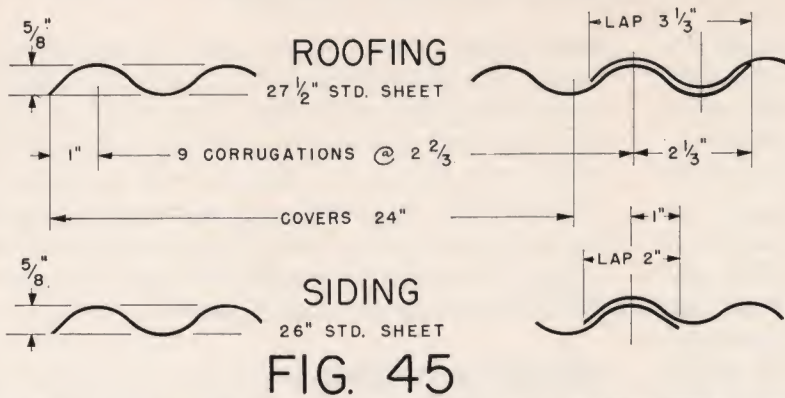 5/8"
ROOFING
27 1/2" STD. SHEET
LAP 3 1/3"
1"
9 CORRUGATIONS @ 2 2/3
2 1/3"
COVERS 24"
1"
5/8"
SIDING
26" STD. SHEET
LAP 2"
FIG. 45